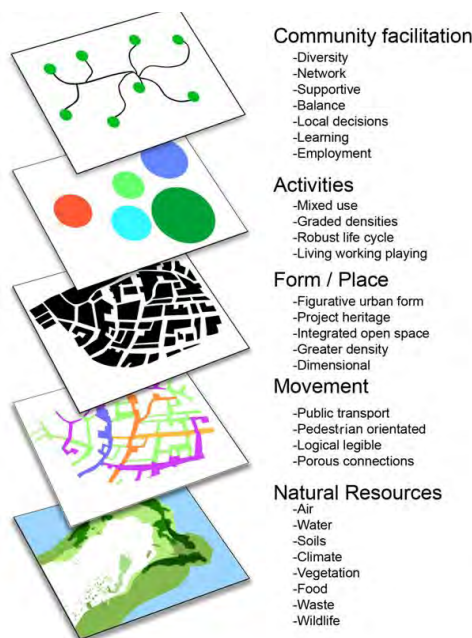 Community facilitation
-Diversity
-Network
-Supportive
-Balance
-Local decisions
-Learning
-Employment
Activities
-Mixed use
-Graded densities
-Robust life cycle
-Living working playing
Form / Place
-Figurative urban form
-Project heritage
-Integrated open space
-Greater density
-Dimensional
Movement
-Public transport
-Pedestrian orientated
-Logical legible
-Porous connections
Natural Resources
-Air
-Water
-Soils
-Climate
-Vegetation
-Food
-Waste
-Wildlife